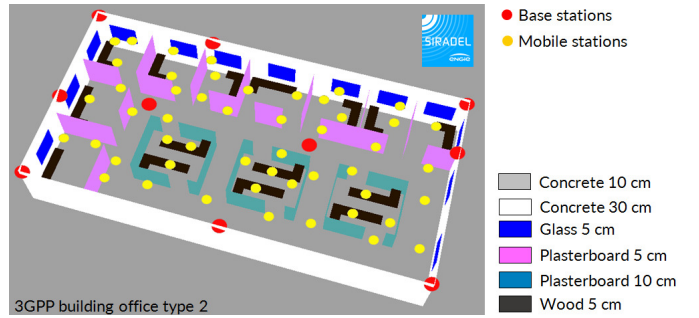 Base stations
Mobile stations
SIRADEL
ENGIE
Concrete 10 cm
Concrete 30 cm
Glass 5 cm
Plasterboard 5 cm
Plasterboard 10 cm
Wood 5 cm
3GPP building office type 2